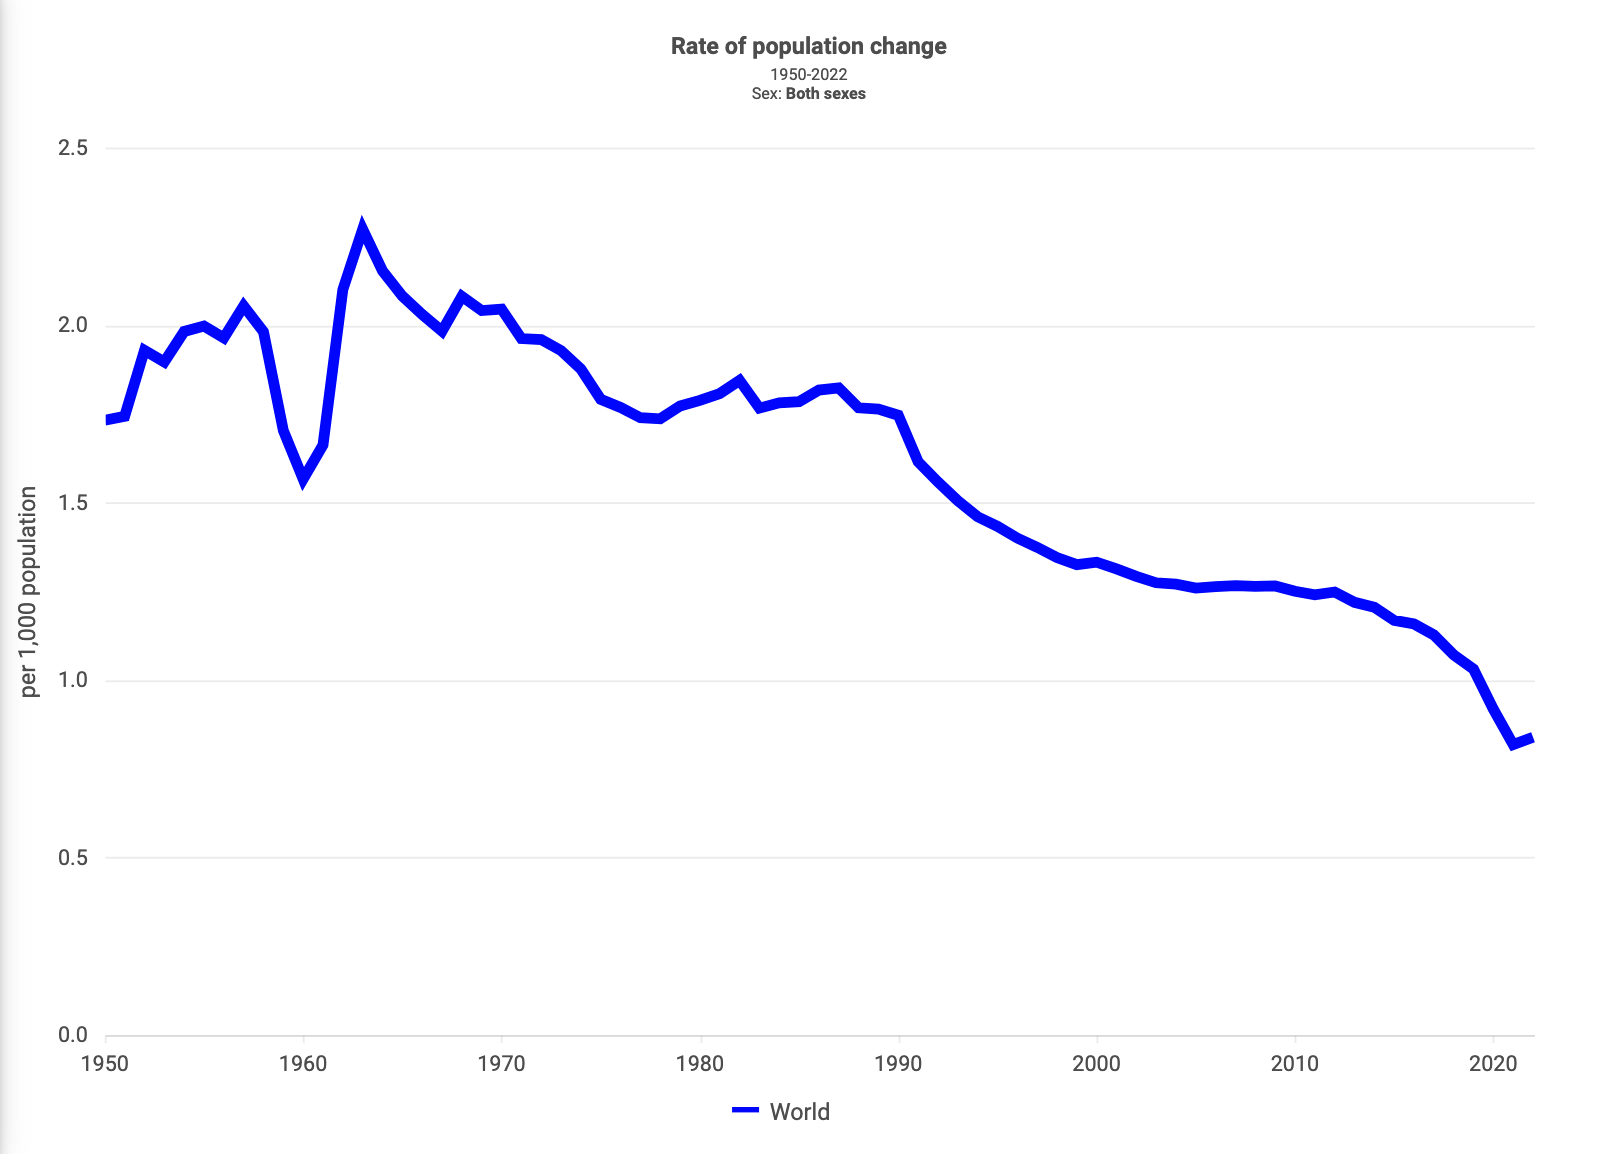 Rate of population change
1950-2022
Sex: Both sexes
per 1,000 population
2.5
2.0
1.5
1.0
0.5
0.0
1950 1960 1970 1980 1990 2000 2010 2020
World